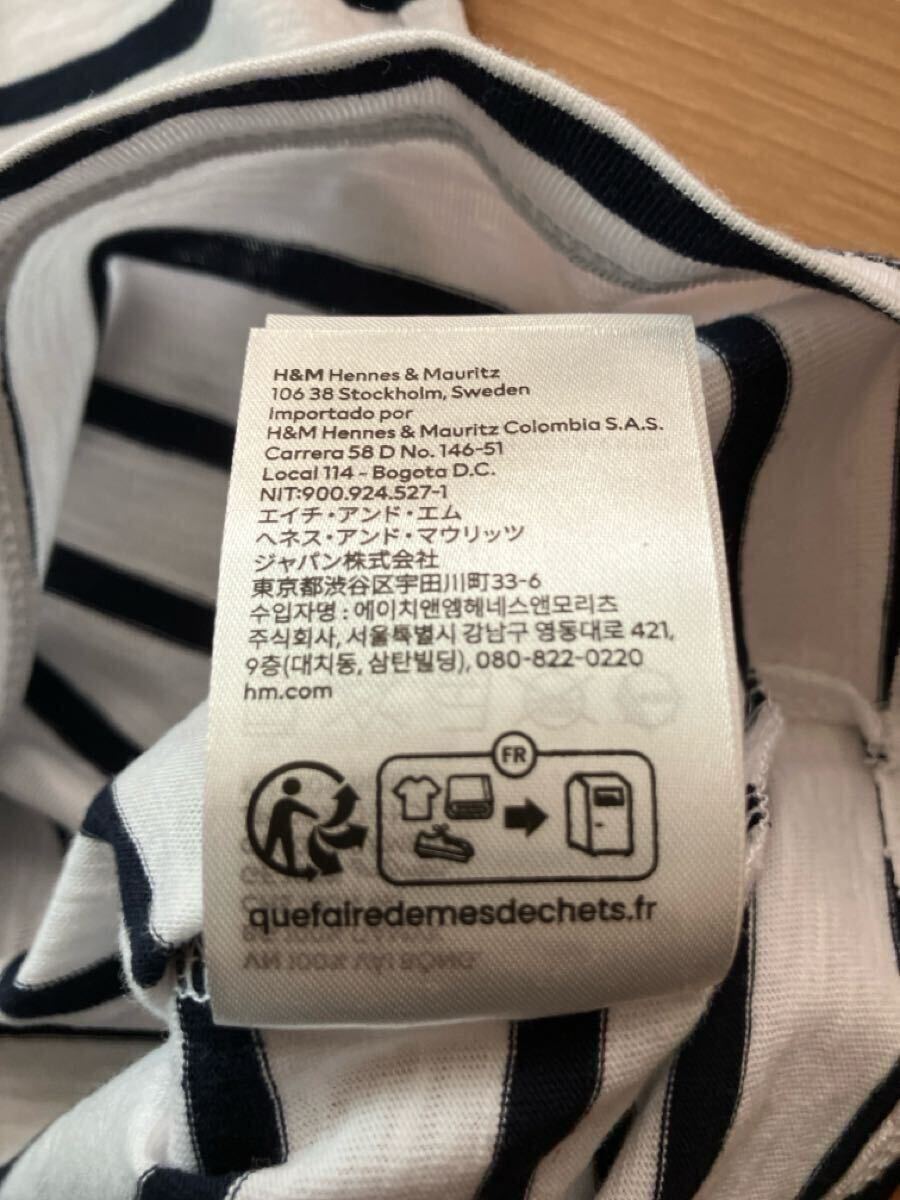 H&M Hennes & Mauritz
106 38 Stockholm, Sweden
Importado por
H&M Hennes & Mauritz Colombia S.A.S.
Carrera 58 D No. 146-51
Local 114 - Bogota D.C.
NIT:900.924.527-1
エイチ・アンド・エム
ヘネス・アンド・マウリッツ
ジャパン株式会社
東京都渋谷区宇田川町33-6
수입자명 : 에이치앤엠헤네스앤모리츠
주식회사, 서울특별시 강남구 영동대로 421,
9층(대치동, 삼탄빌딩), 080-822-0220
hm.com
FR
quefairedemesdechets.fr